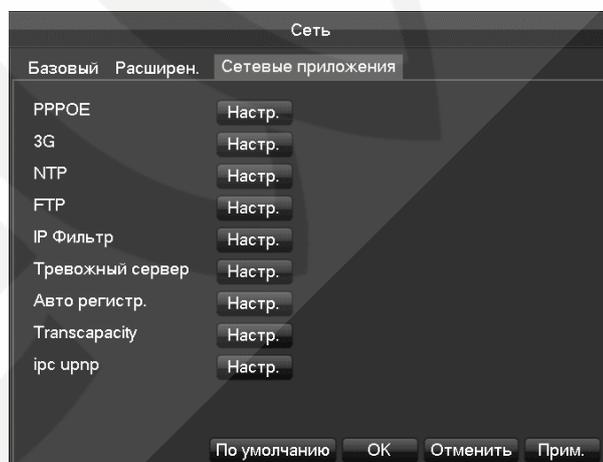 Сеть
Базовый Расширен. Сетевые приложения
PPPOE Настр.
3G Настр.
NTP Настр.
FTP Настр.
IP Фильтр Настр.
Тревожный сервер Настр.
Авто регистр. Настр.
Transcapacity Настр.
ipc upnp Настр.
По умолчанию OK Отменить Прим.